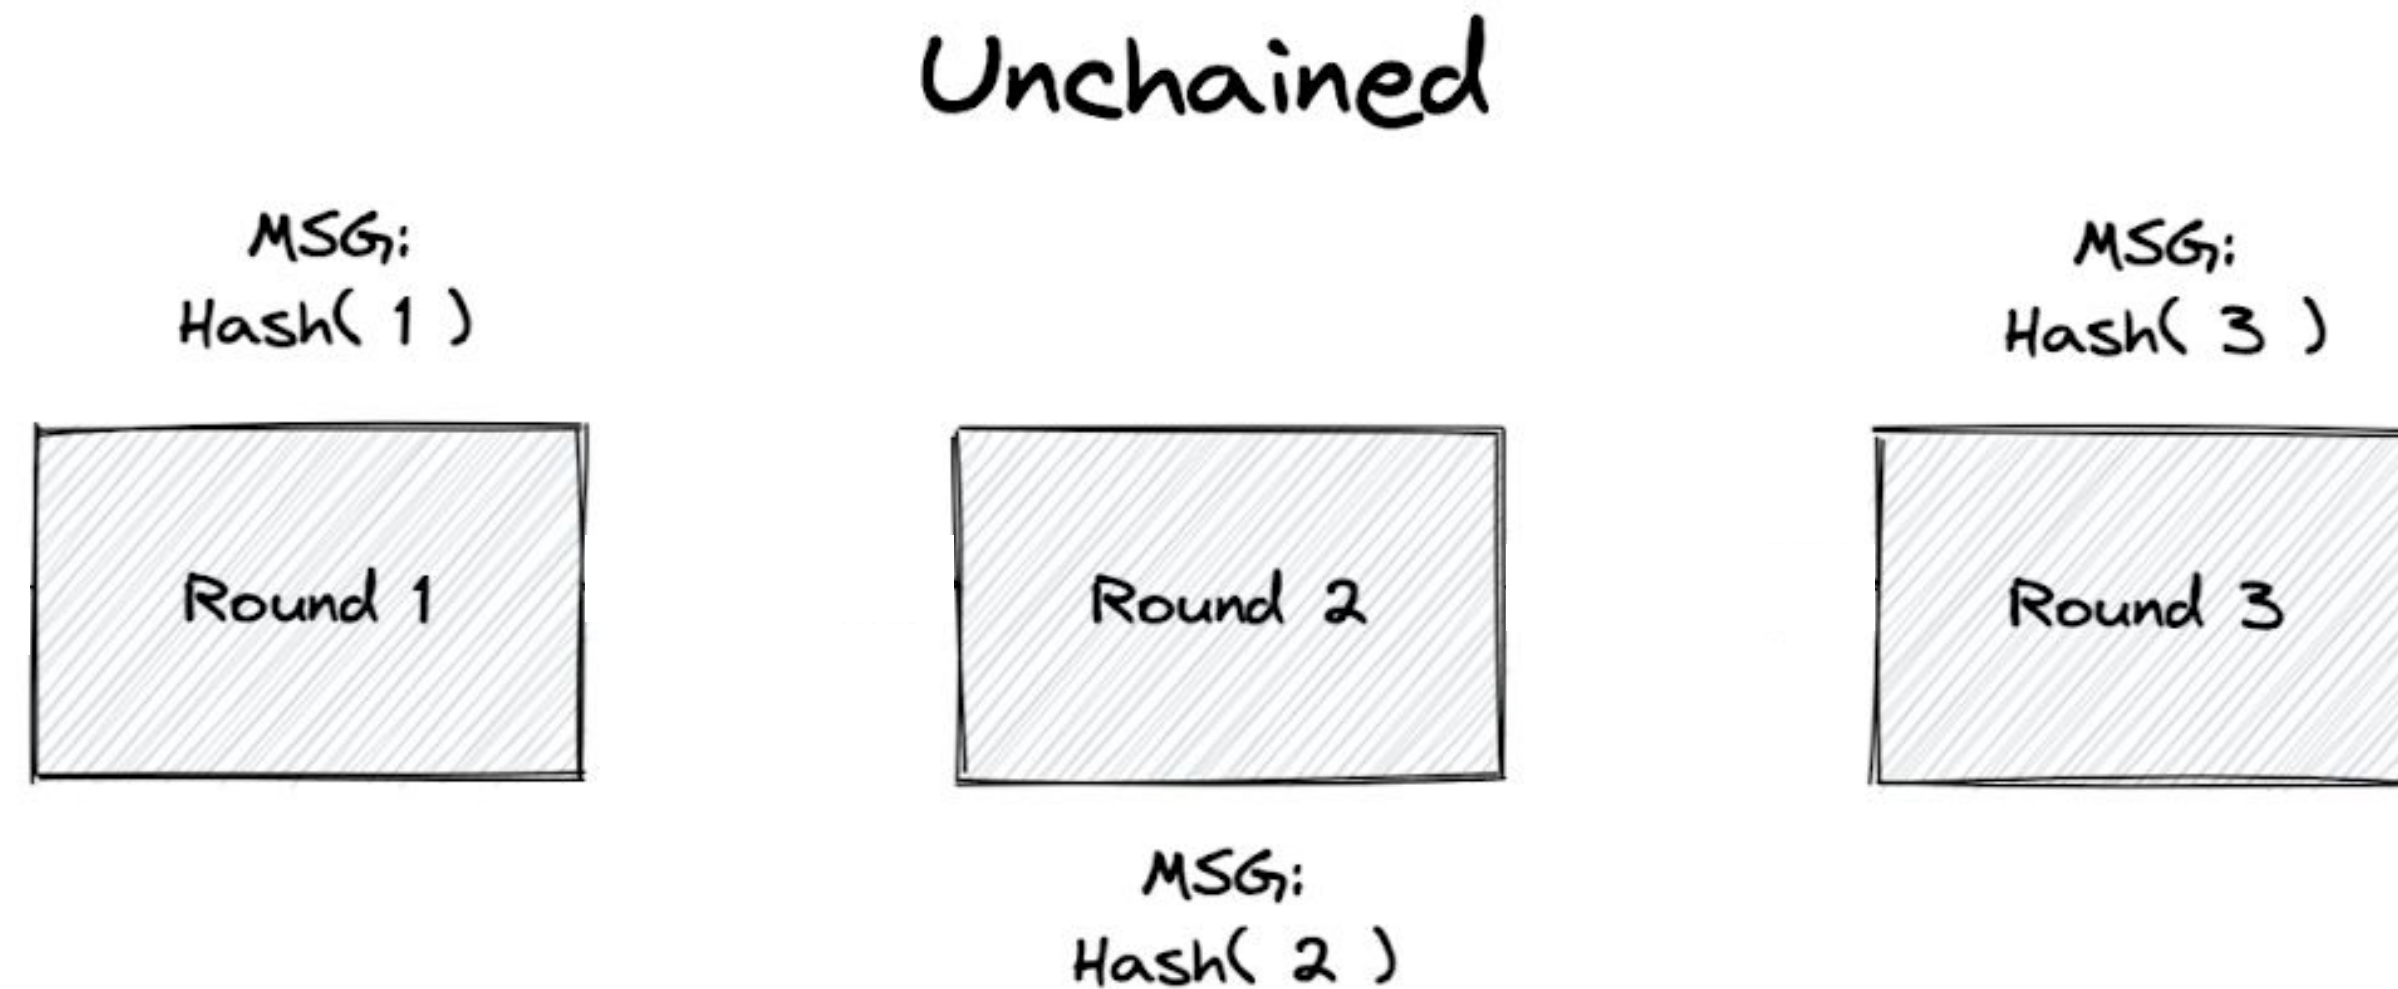 Unchained
MSG:
Hash( 1 )
MSG:
Hash( 3 )
Round 1
Round 2
Round 3
MSG:
Hash( 2 )